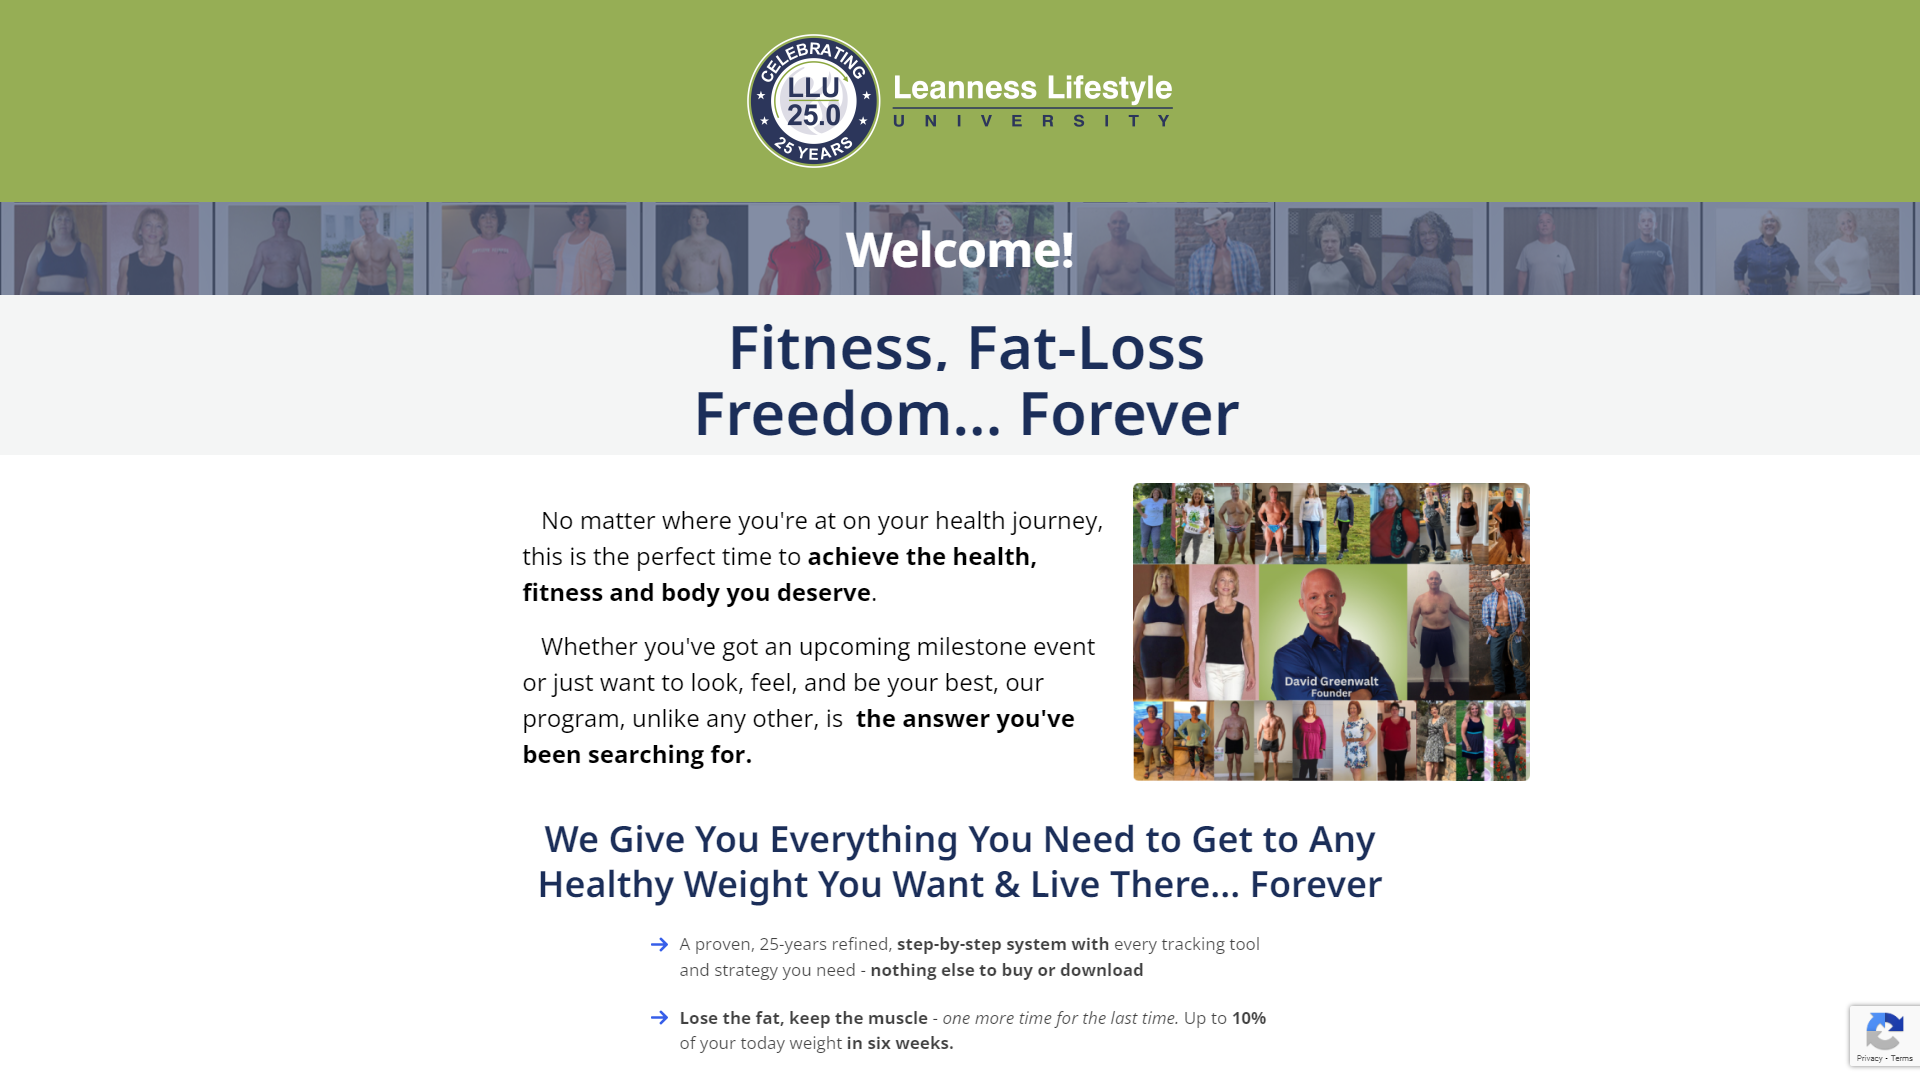 CELEBRATING
LLU
25.0
25 YEARS
Leanness Lifestyle
UNIVERSITY
Welcome!
Fitness, Fat-Loss
Freedom... Forever
No matter where you're at on your health journey,
this is the perfect time to achieve the health,
fitness and body you deserve.
Whether you've got an upcoming milestone event
or just want to look, feel, and be your best, our
program, unlike any other, is the answer you've
been searching for.
David Greenwalt
Founder
We Give You Everything You Need to Get to Any
Healthy Weight You Want & Live There... Forever
A proven, 25-years refined, step-by-step system with every tracking tool
and strategy you need - nothing else to buy or download
Lose the fat, keep the muscle - one more time for the last time. Up to 10%
of your today weight in six weeks.
Privacy - Terms